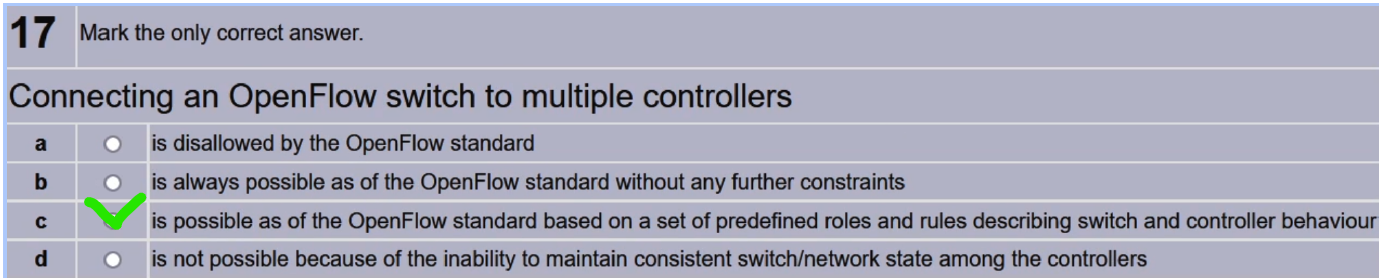 17 Mark the only correct answer.
Connecting an OpenFlow switch to multiple controllers
a is disallowed by the OpenFlow standard
b is always possible as of the OpenFlow standard without any further constraints
c is possible as of the OpenFlow standard based on a set of predefined roles and rules describing switch and controller behaviour
d is not possible because of the inability to maintain consistent switch/network state among the controllers